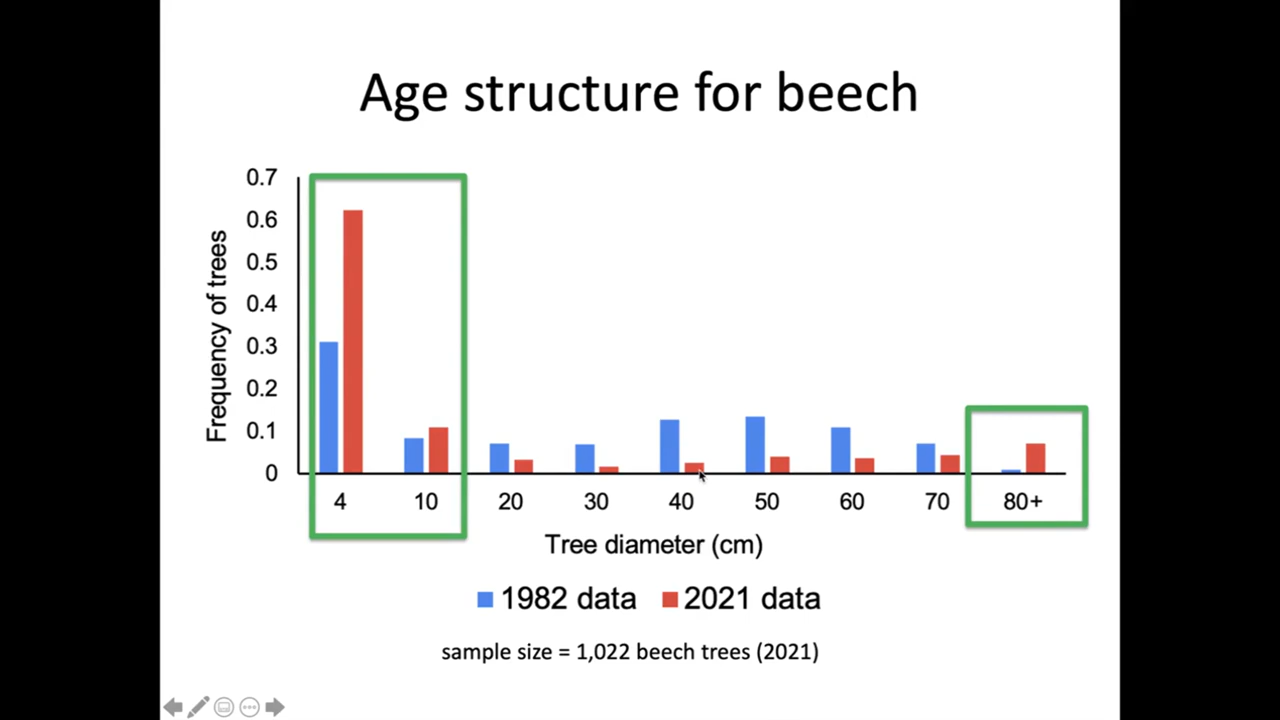 Age structure for beech
Frequency of trees
0.7
0.6
0.5
0.4
0.3
0.2
0.1
0
4 10 20 30 40 50 60 70 80+
Tree diameter (cm)
1982 data 2021 data
sample size = 1,022 beech trees (2021)